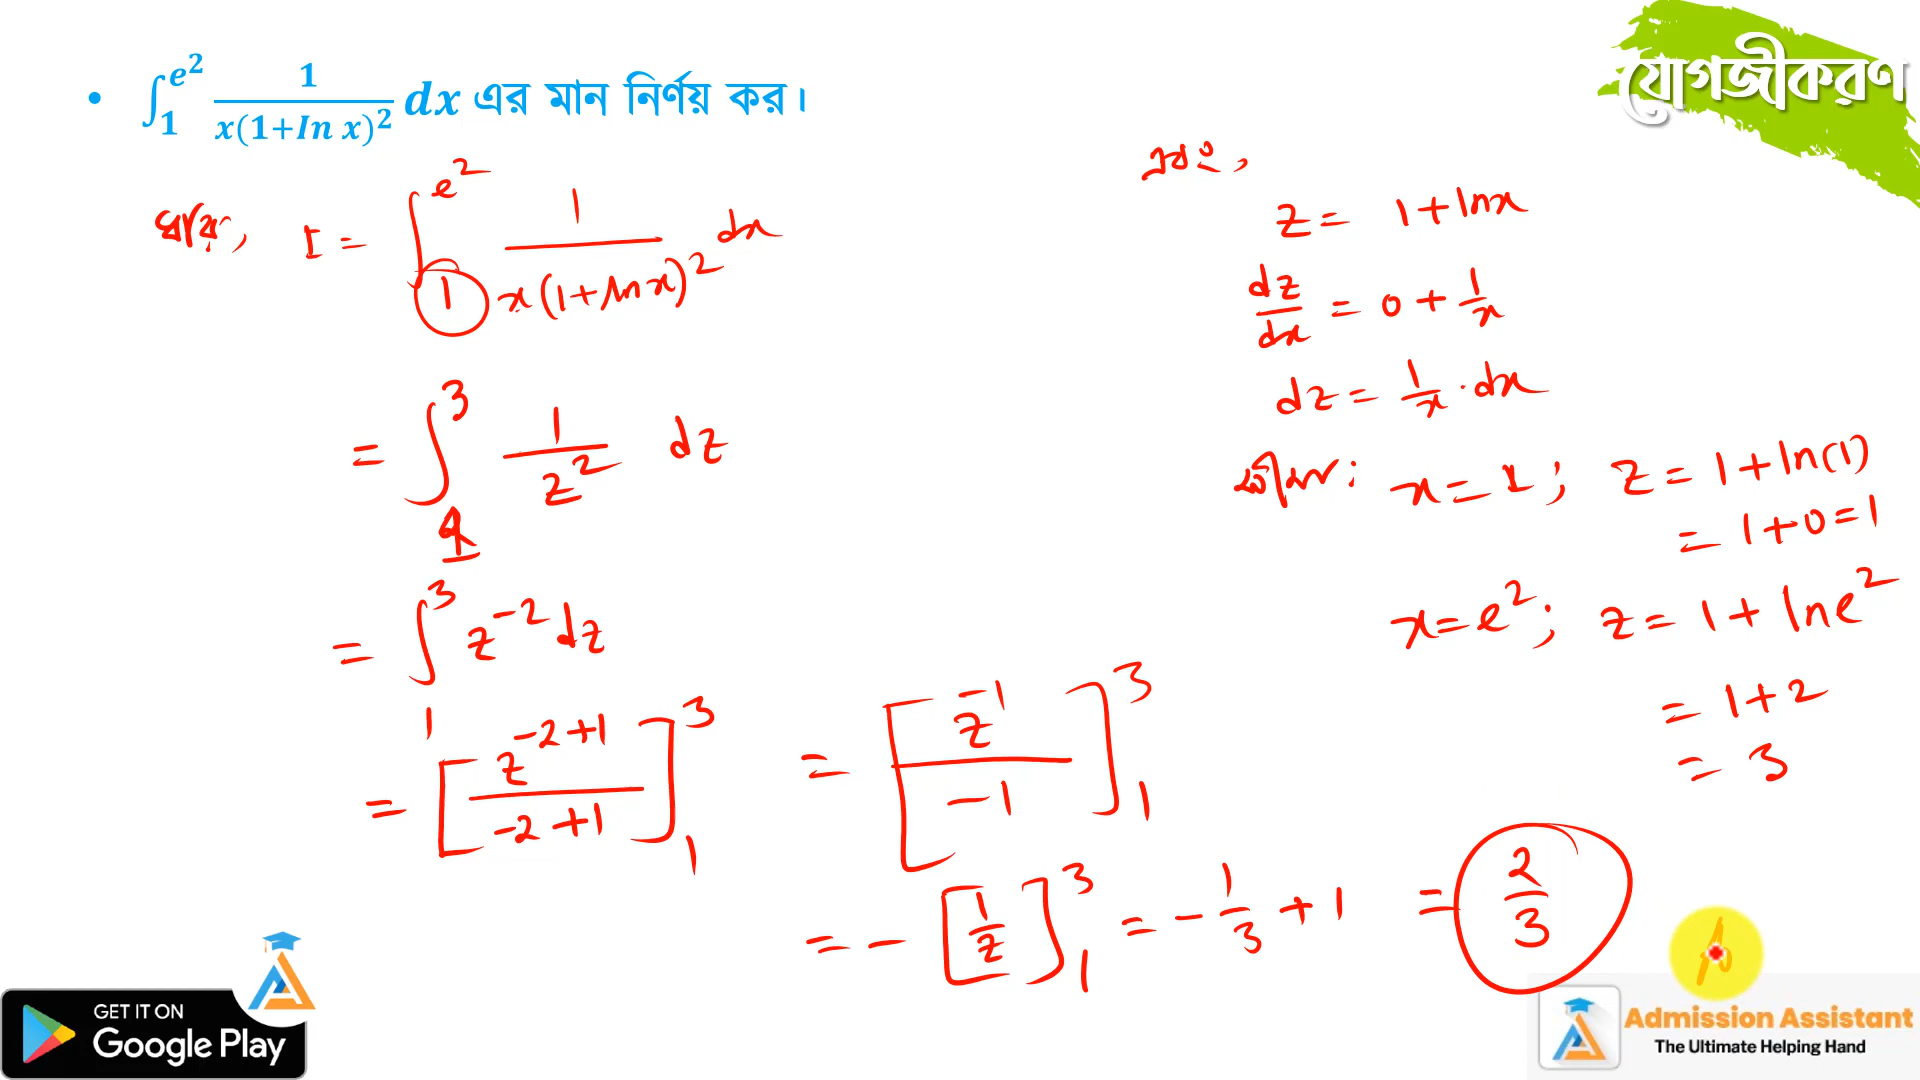 যোগজীকরণ
• ∫₁^{e²} 1/(x(1+In x)²) dx এর মান নির্ণয় কর।
ধরি, I = ∫₁^{e²} 1/(x(1+lnx)²) dx
= ∫₁³ 1/z² dz
= ∫₁³ z⁻² dz
= [z^{-2+1}/(-2+1)]₁³ = [z⁻¹/-1]₁³
= - [1/z]₁³ = -1/3 + 1 = 2/3
এবং,
z = 1+lnx
dz/dx = 0 + 1/x
dz = 1/x · dx
x = 1; z = 1+ln(1)
= 1+0=1
x=e²; z = 1 + lne²
= 1+2
= 3
GET IT ON
Google Play
Admission Assistant
The Ultimate Helping Hand